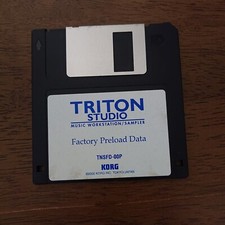 TRITON
STUDIO
MUSIC WORKSTATION/SAMPLER
Factory Preload Data
TNSFD-00P
KORG